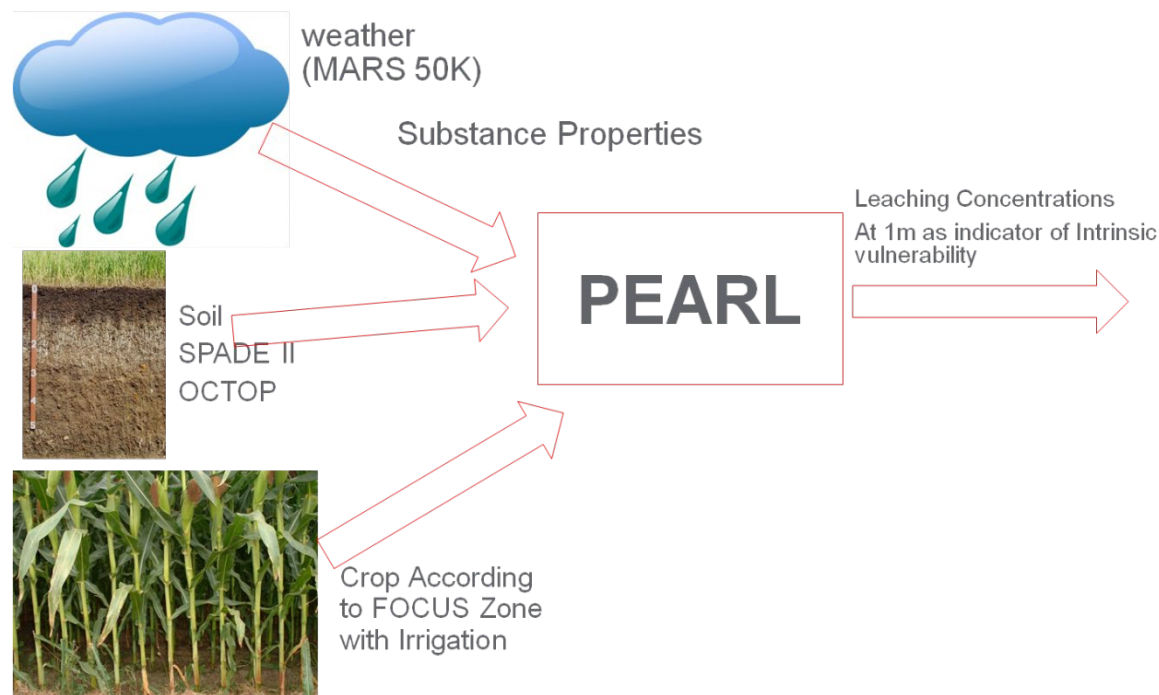 weather
(MARS 50K)
Substance Properties
Leaching Concentrations
At 1m as indicator of Intrinsic
vulnerability
PEARL
Soil
SPADE II
OCTOP
Crop According
to FOCUS Zone
with Irrigation